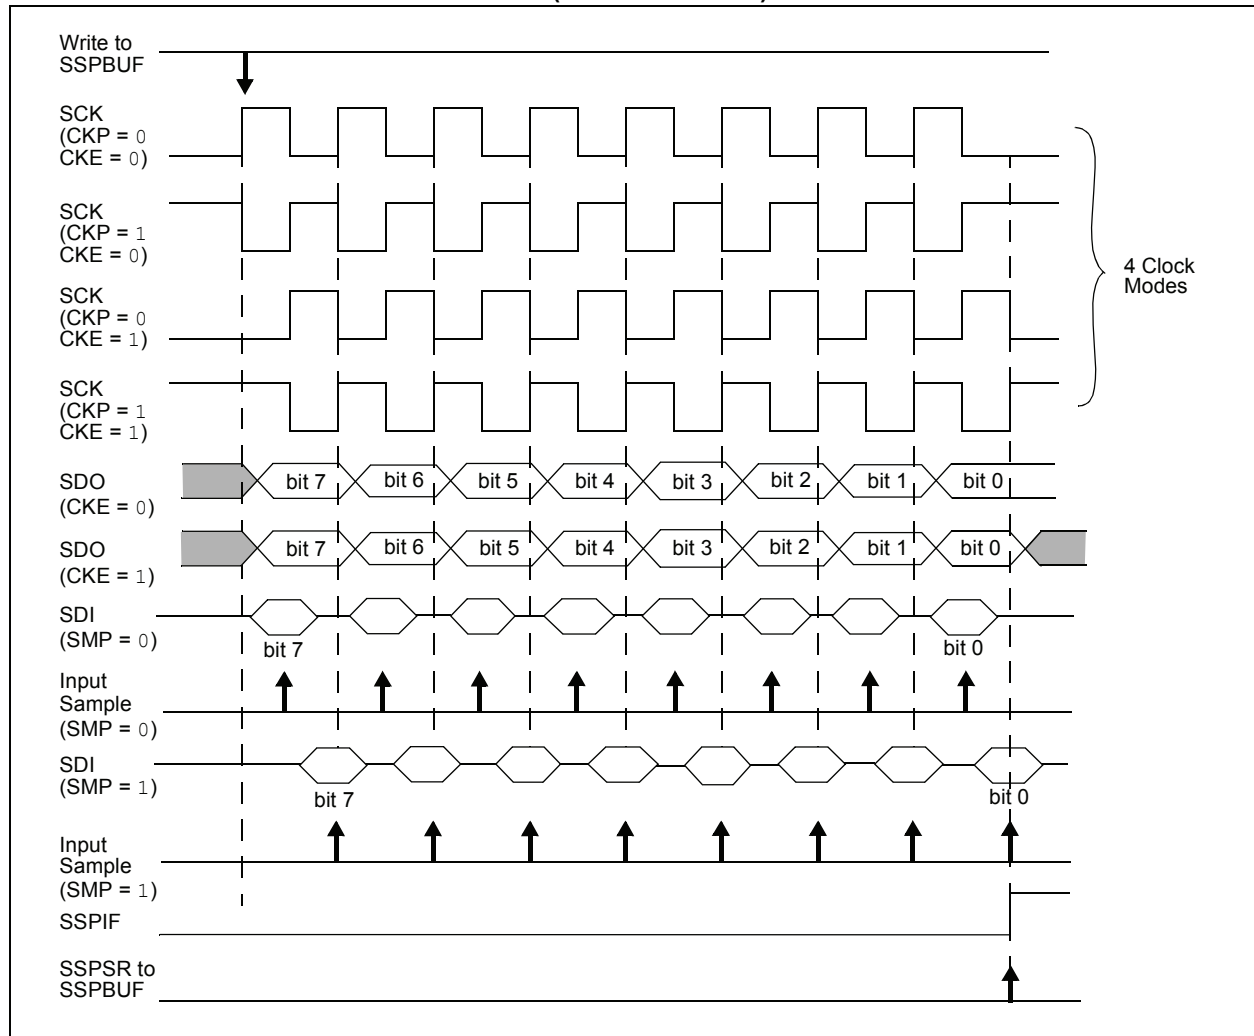 Write to
SSPBUF
SCK
(CKP = 0
CKE = 0)
SCK
(CKP = 1
CKE = 0)
4 Clock
Modes
SCK
(CKP = 0
CKE = 1)
SCK
(CKP = 1
CKE = 1)
SDO
(CKE = 0)
bit 7 bit 6 bit 5 bit 4 bit 3 bit 2 bit 1 bit 0
SDO
(CKE = 1)
bit 7 bit 6 bit 5 bit 4 bit 3 bit 2 bit 1 bit 0
SDI
(SMP = 0)
bit 7 bit 0
Input
Sample
(SMP = 0)
SDI
(SMP = 1)
bit 7 bit 0
Input
Sample
(SMP = 1)
SSPIF
SSPSR to
SSPBUF